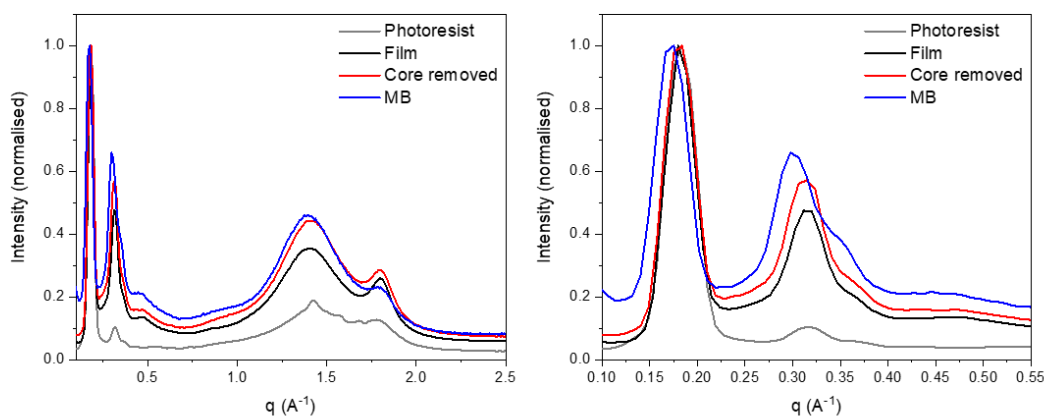 Photoresist
Film
Core removed
MB
Intensity (normalised)
1.0
0.8
0.6
0.4
0.2
0.0
0.5
1.0
1.5
2.0
2.5
q (A⁻¹)
Photoresist
Film
Core removed
MB
Intensity (normalised)
1.0
0.8
0.6
0.4
0.2
0.0
0.10
0.15
0.20
0.25
0.30
0.35
0.40
0.45
0.50
0.55
q (A⁻¹)